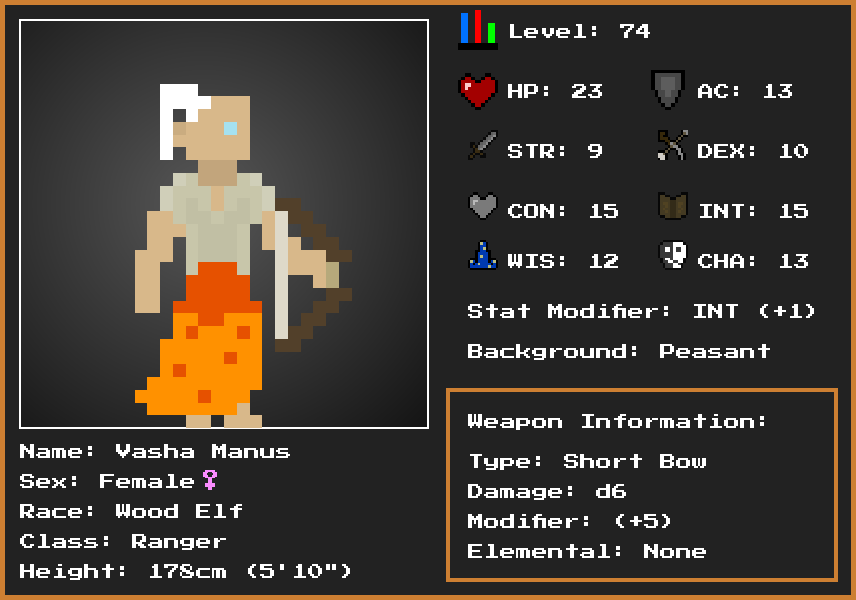 Level: 74
HP: 23 AC: 13
STR: 9 DEX: 10
CON: 15 INT: 15
WIS: 12 CHA: 13
Stat Modifier: INT (+1)
Background: Peasant
Weapon Information:
Type: Short Bow
Damage: d6
Modifier: (+5)
Elemental: None
Name: Vasha Manus
Sex: Female♀
Race: Wood Elf
Class: Ranger
Height: 178cm (5'10")